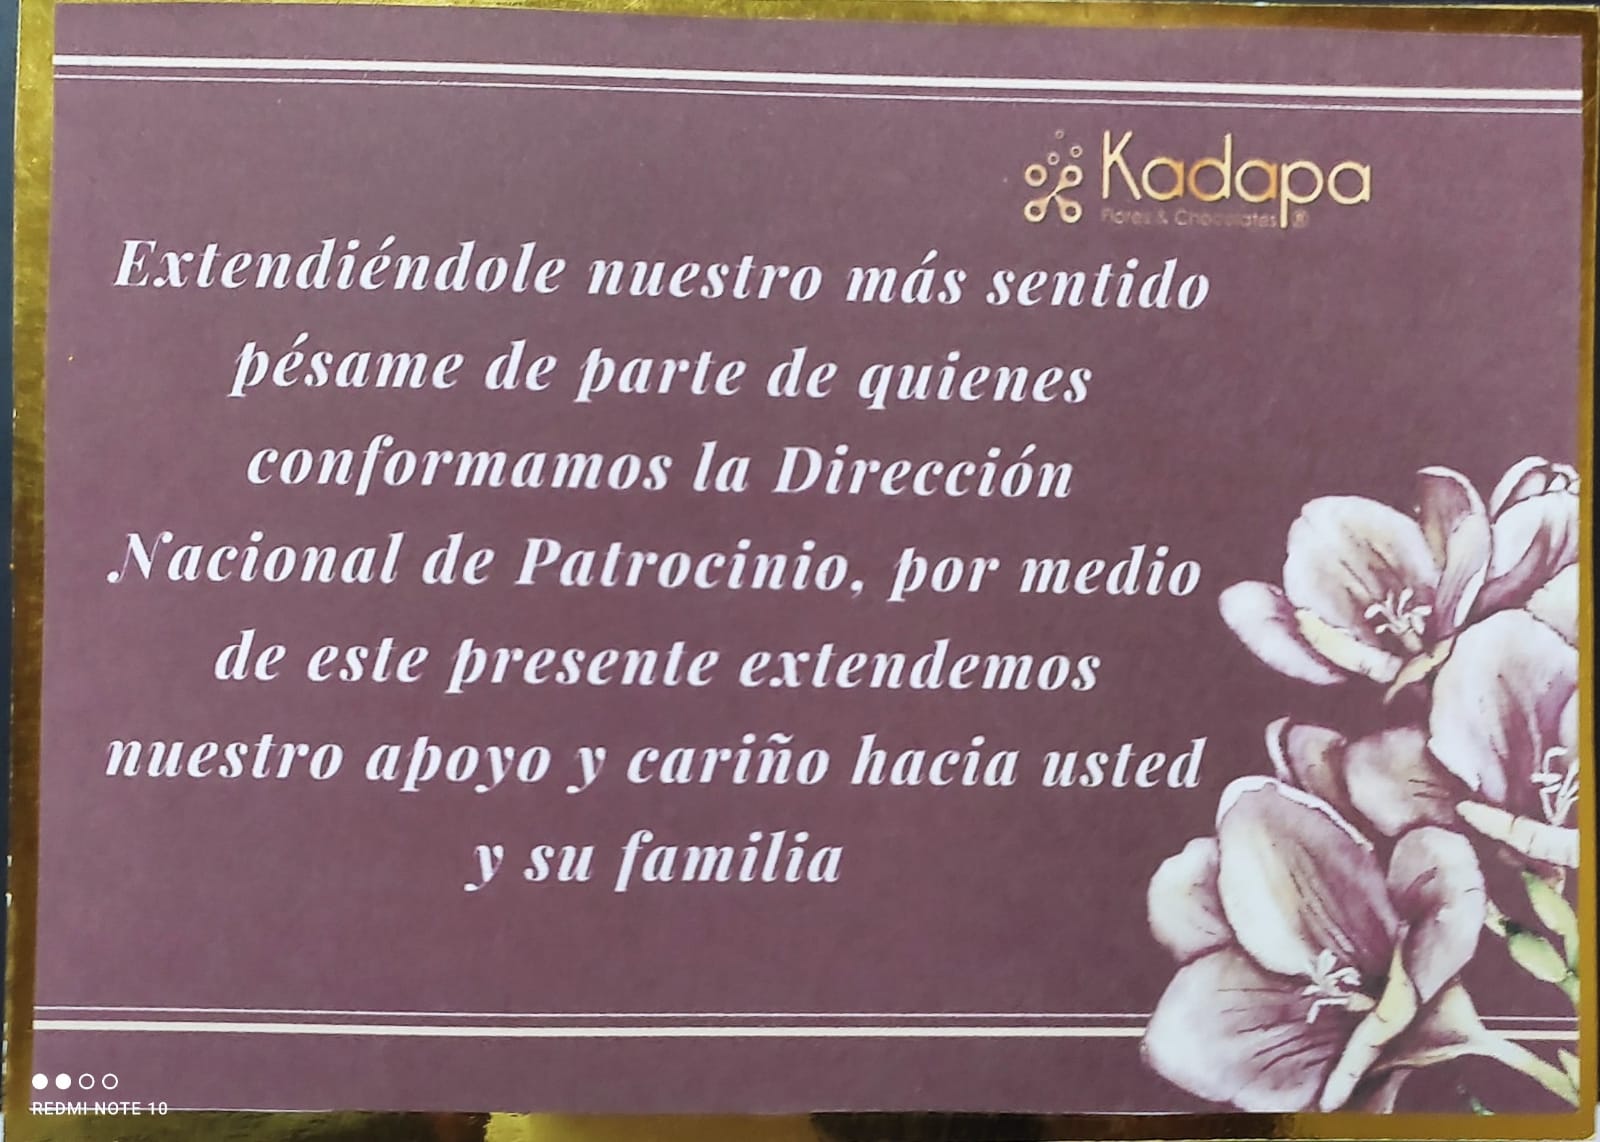 Kadapa
Flores & Chocolates ®
Extendiéndole nuestro más sentido
pésame de parte de quienes
conformamos la Dirección
Nacional de Patrocinio, por medio
de este presente extendemos
nuestro apoyo y cariño hacia usted
y su familia
REDMI NOTE 10